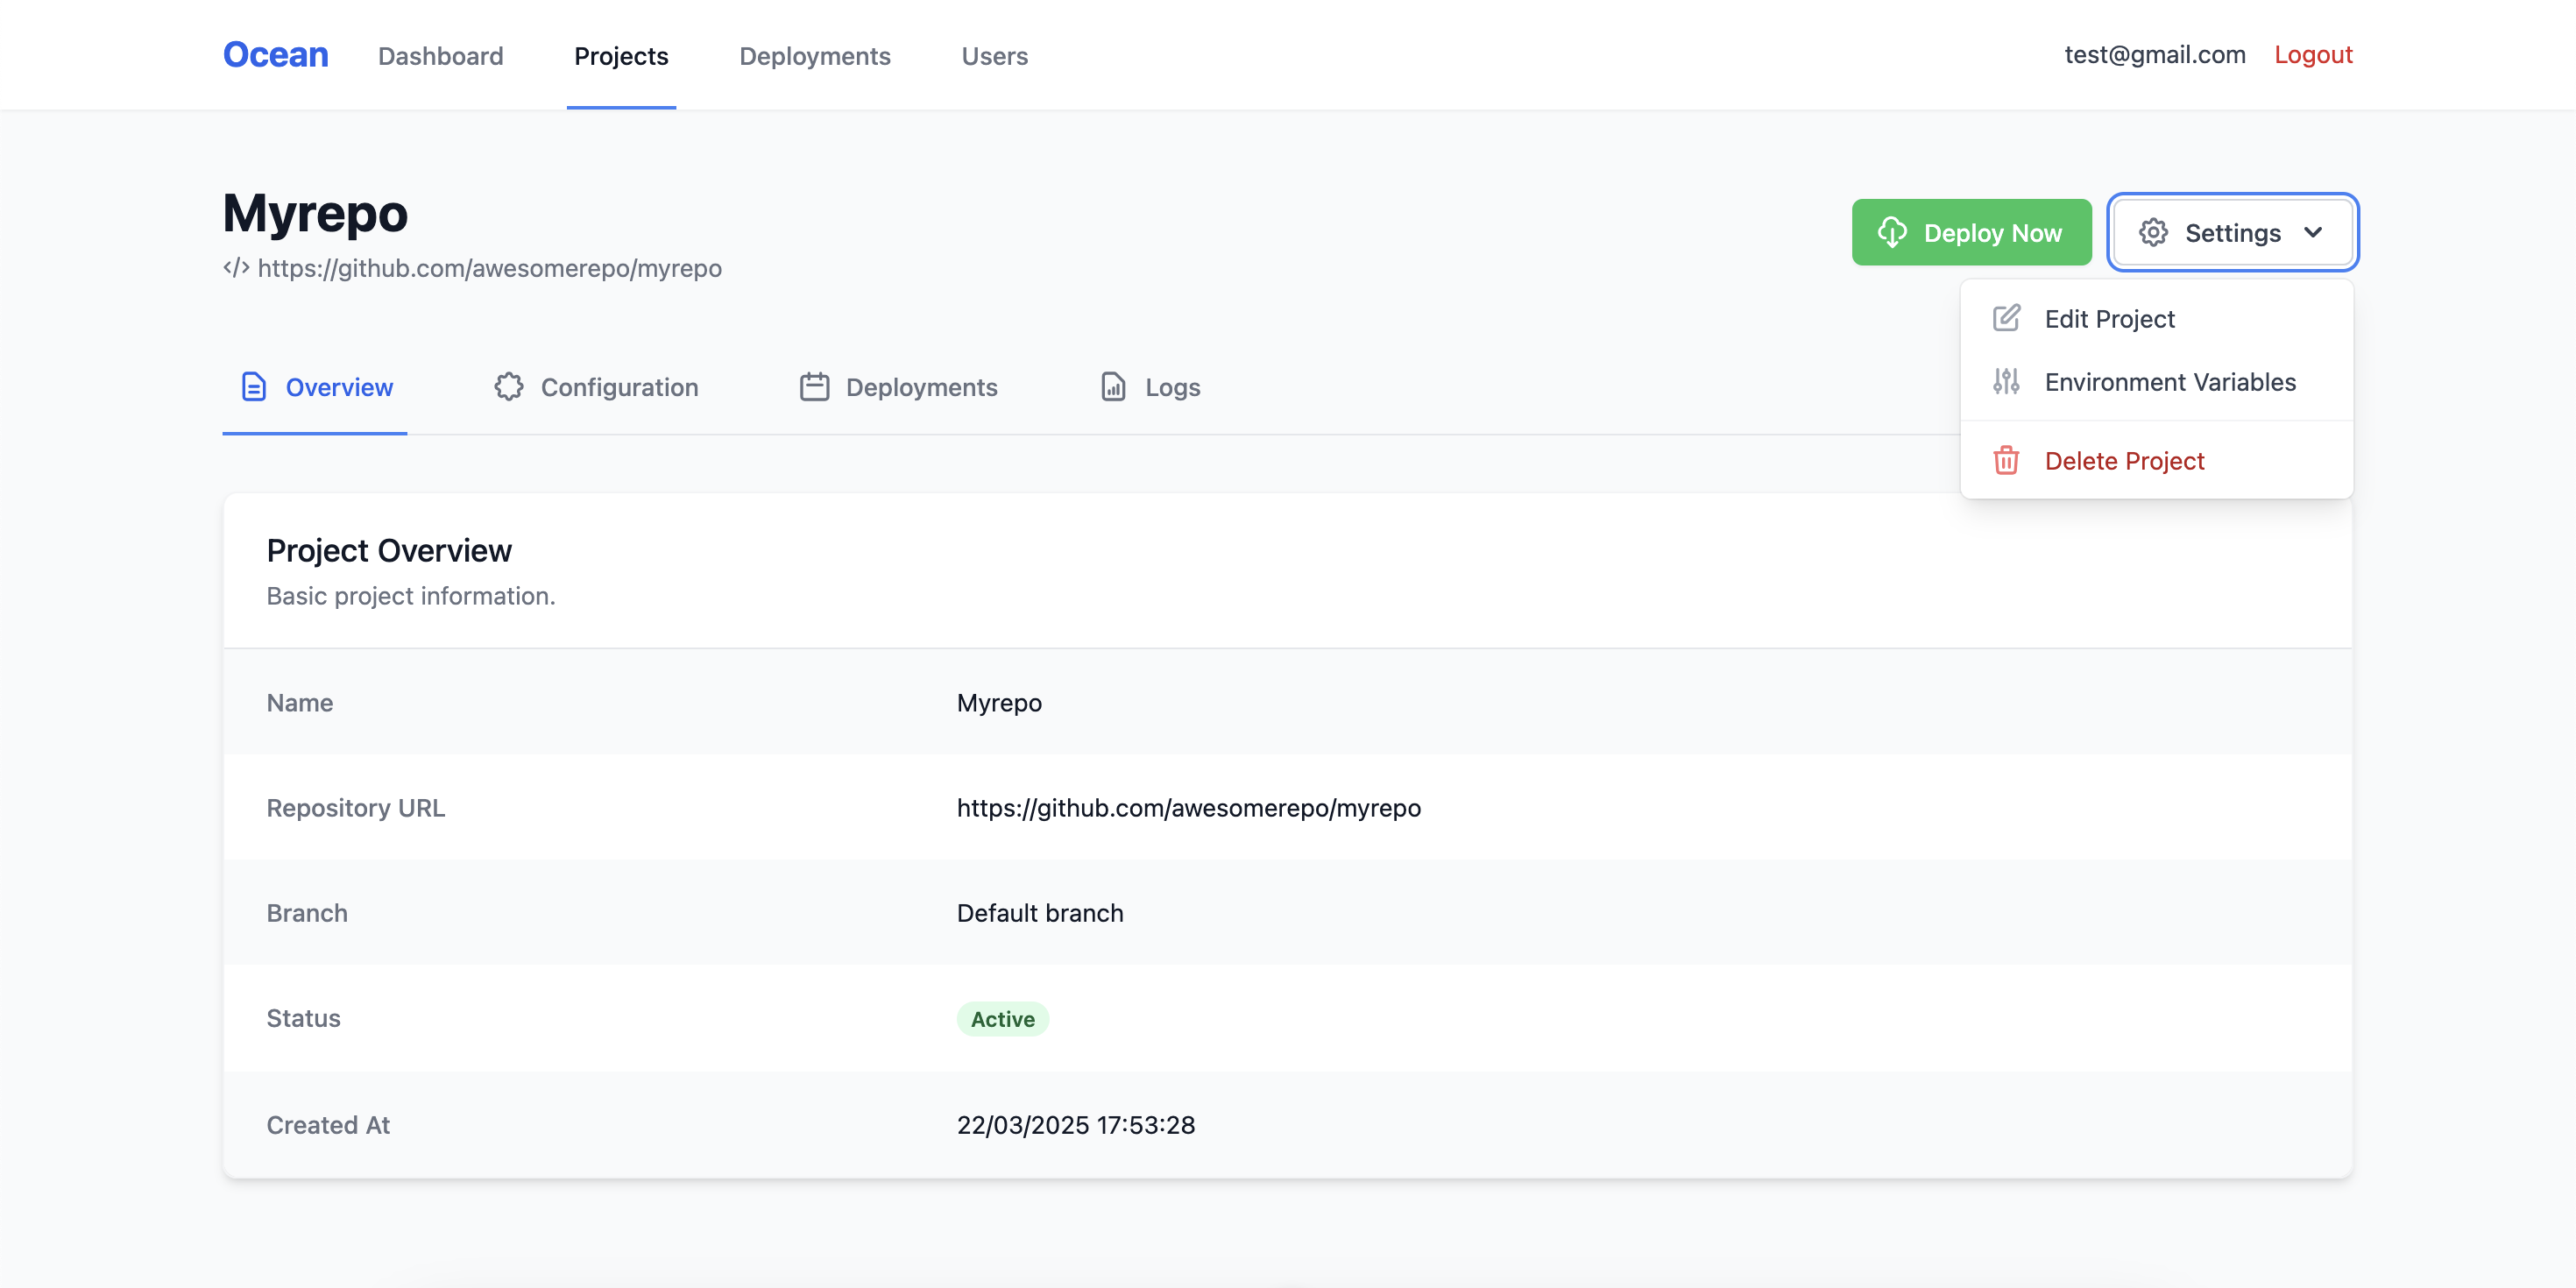 Ocean Dashboard Projects Deployments Users test@gmail.com Logout
Myrepo
</> https://github.com/awesomerepo/myrepo
Deploy Now Settings
Edit Project
Environment Variables
Delete Project
Overview Configuration Deployments Logs
Project Overview
Basic project information.
Name Myrepo
Repository URL https://github.com/awesomerepo/myrepo
Branch Default branch
Status Active
Created At 22/03/2025 17:53:28